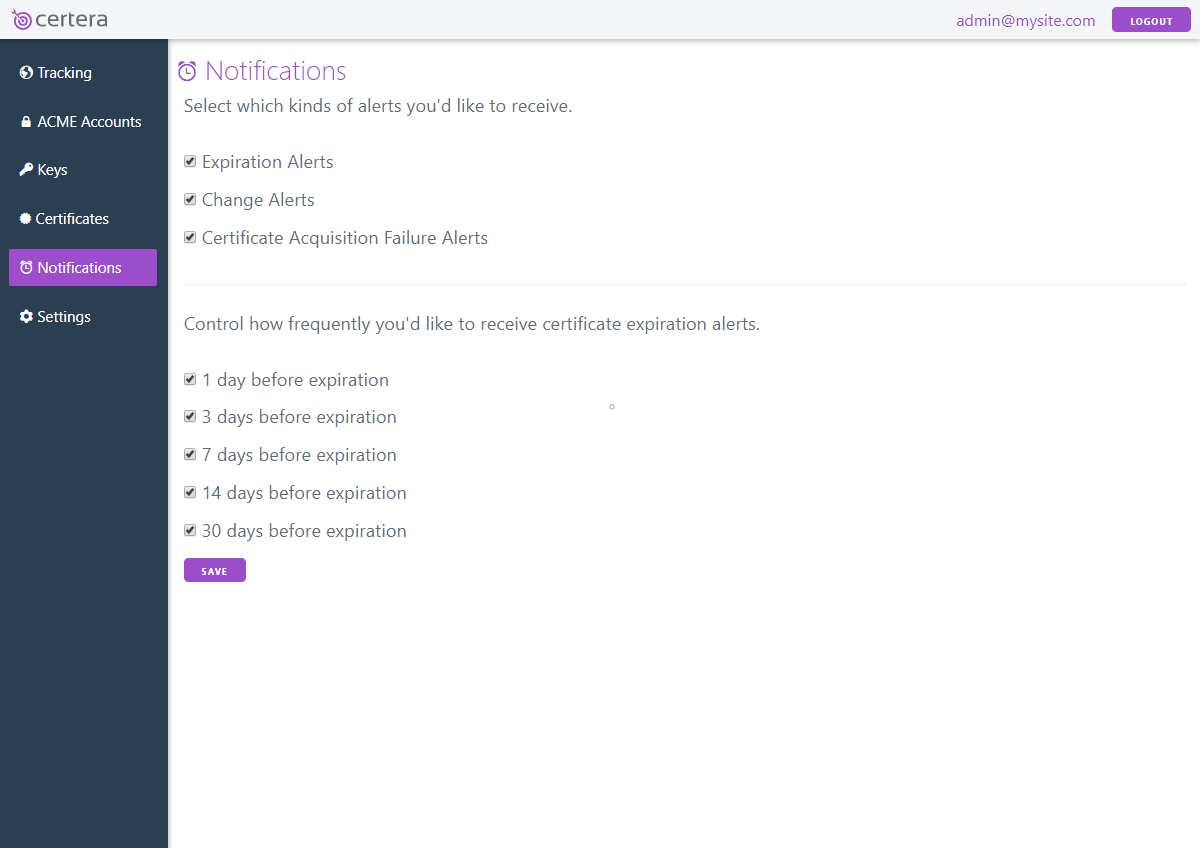 certera
admin@mysite.com
LOGOUT
Tracking
ACME Accounts
Keys
Certificates
Notifications
Settings
Notifications
Select which kinds of alerts you'd like to receive.
Expiration Alerts
Change Alerts
Certificate Acquisition Failure Alerts
Control how frequently you'd like to receive certificate expiration alerts.
1 day before expiration
3 days before expiration
7 days before expiration
14 days before expiration
30 days before expiration
SAVE